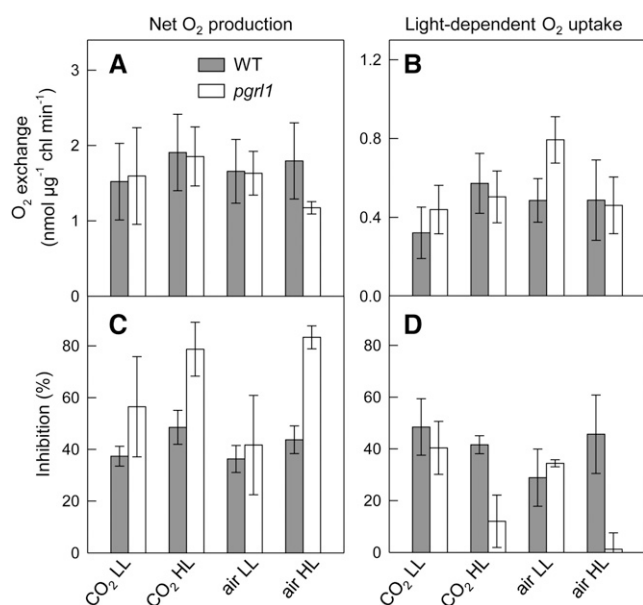 Net O₂ production
Light-dependent O₂ uptake
A
WT
pgrl1
B
O₂ exchange
(nmol µg⁻¹ chl min⁻¹)
3
2
1
0
1.2
0.8
0.4
0.0
C
D
Inhibition (%)
80
60
40
20
0
80
60
40
20
0
CO₂ LL
CO₂ HL
air LL
air HL
CO₂ LL
CO₂ HL
air LL
air HL